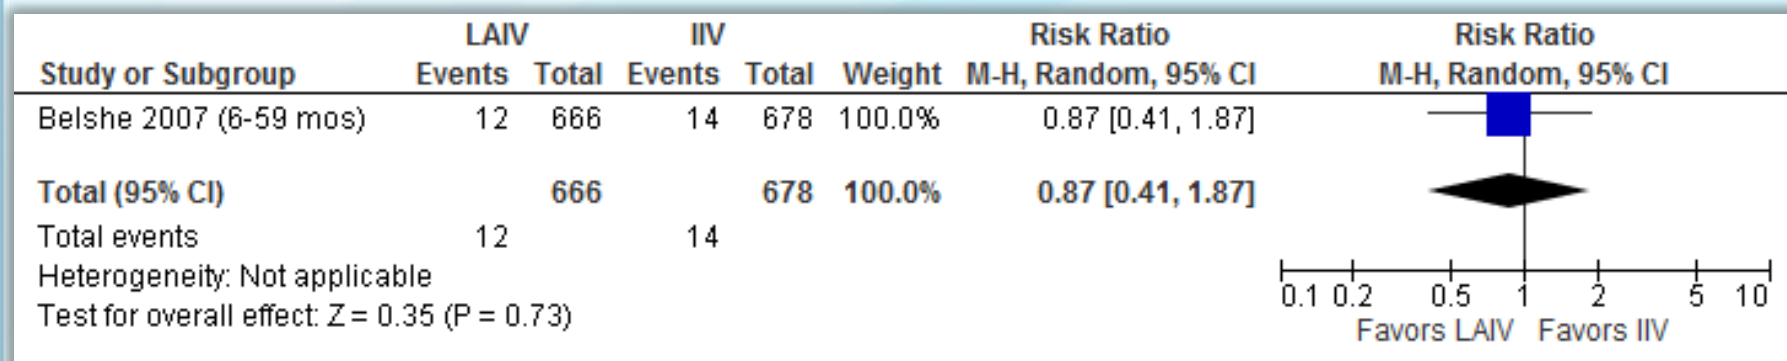 LAIV IIV Risk Ratio Risk Ratio
Study or Subgroup Events Total Events Total Weight M-H, Random, 95% CI M-H, Random, 95% CI
Belshe 2007 (6-59 mos) 12 666 14 678 100.0% 0.87 [0.41, 1.87]
Total (95% CI) 666 678 100.0% 0.87 [0.41, 1.87]
Total events 12 14
Heterogeneity: Not applicable
Test for overall effect: Z = 0.35 (P = 0.73)
0.1 0.2 0.5 1 2 5 10
Favors LAIV Favors IIV